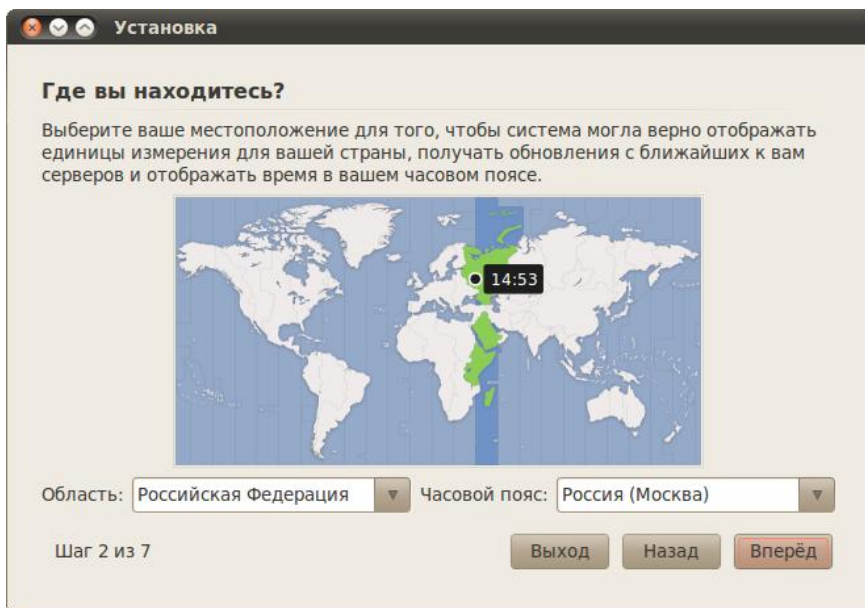 Установка
Где вы находитесь?
Выберите ваше местоположение для того, чтобы система могла верно отображать
единицы измерения для вашей страны, получать обновления с ближайших к вам
серверов и отображать время в вашем часовом поясе.
14:53
Область: Российская Федерация Часовой пояс: Россия (Москва)
Шаг 2 из 7 Выход Назад Вперёд